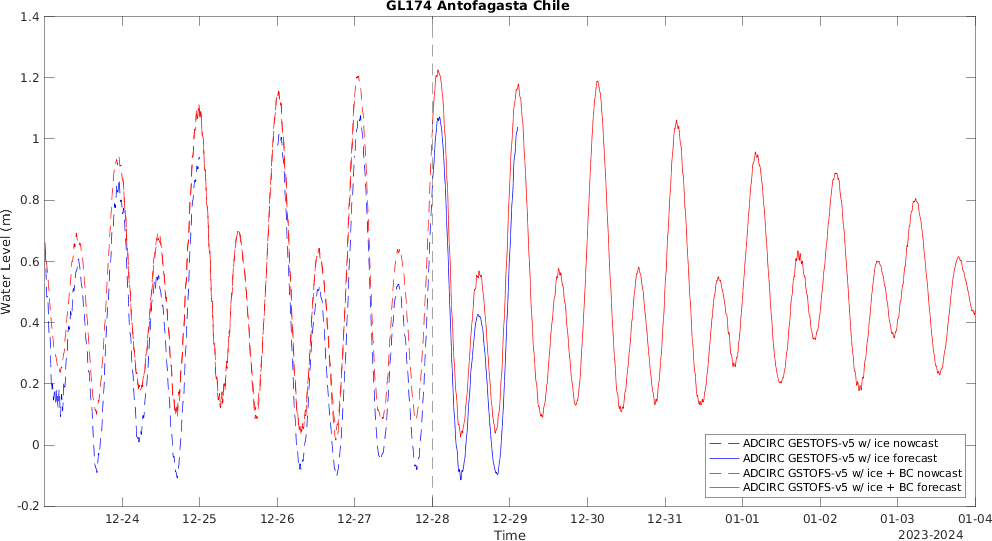 GL174 Antofagasta Chile
1.4
1.2
1
0.8
0.6
0.4
0.2
0
-0.2
Water Level (m)
ADCIRC GESTOFS-v5 w/ ice nowcast
ADCIRC GESTOFS-v5 w/ ice forecast
ADCIRC GSTOFS-v5 w/ ice + BC nowcast
ADCIRC GSTOFS-v5 w/ ice + BC forecast
12-24 12-25 12-26 12-27 12-28 12-29 12-30 12-31 01-01 01-02 01-03 01-04
Time
2023-2024